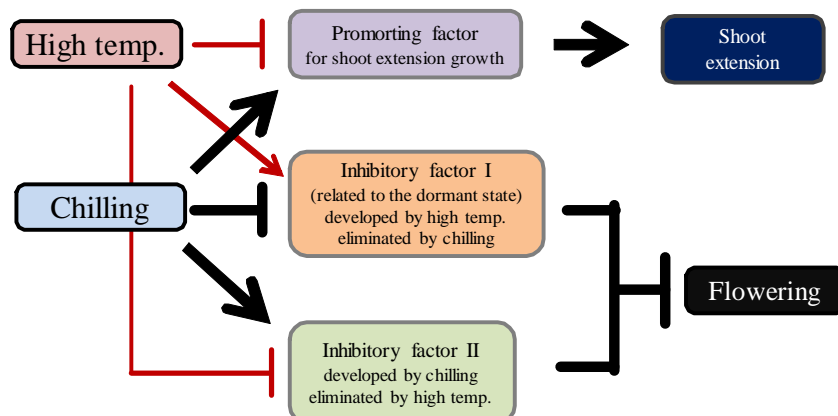 High temp.
Promorting factor
for shoot extension growth
Shoot
extension
Chilling
Inhibitory factor I
(related to the dormant state)
developed by high temp.
eliminated by chilling
Flowering
Inhibitory factor II
developed by chilling
eliminated by high temp.